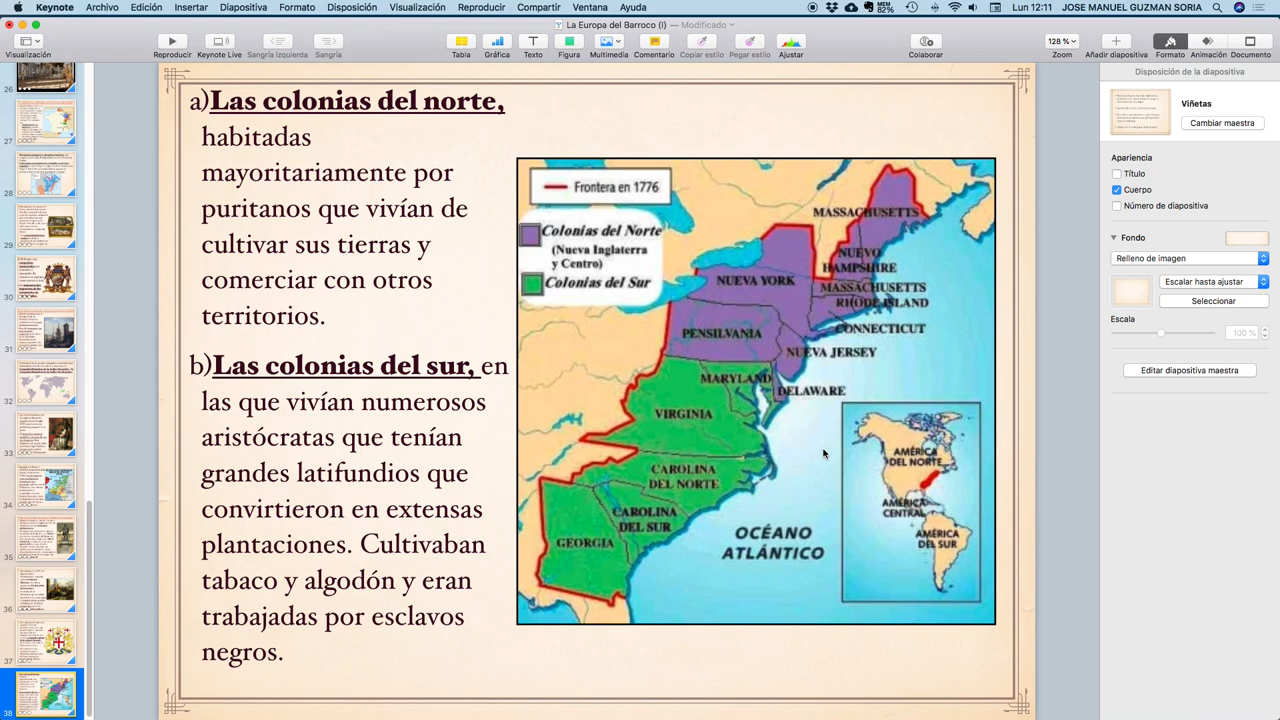 Keynote Archivo Edición Insertar Diapositiva Formato Disposición Visualización Reproducir Compartir Ventana Ayuda
MEM 82% Lun 12:11 JOSE MANUEL GUZMAN SORIA
La Europa del Barroco (I) — Modificado
128 %
Visualización Reproducir Keynote Live Sangría izquierda Sangría Tabla Gráfica Texto Figura Multimedia Comentario Copiar estilo Pegar estilo Ajustar Colaborar Zoom Añadir diapositiva Formato Animación Documento
26
27
28
29
30
31
32
33
34
35
36
37
38
a)Las colonias del norte,
habitadas
mayoritariamente por
puritanos que vivían de
cultivar sus tierras y
comerciar con otros
territorios.
b)Las colonias del sur, en
las que vivían numerosos
aristócratas que tenían
grandes latifundios que
convirtieron en extensas
plantaciones. Cultivaban
tabaco y algodón y eran
trabajadas por esclavos
negros.
Frontera en 1776
Colonias del Norte
(Nueva Inglaterra
y Centro)
Colonias del Sur
MASSACHUSETTS
NUEVO
HAMPSHIRE
MASSACHUSETTS
RHODE ISLAND
CONNECTICUT
NUEVA YORK
PENSILVANIA
NUEVA JERSEY
MARYLAND
DELAWARE
VIRGINIA
CAROLINA
DEL NORTE
CAROLINA
DEL SUR
GEORGIA
OCÉANO
ATLÁNTICO
AMÉRICA
DEL NORTE
AMÉRICA
CENTRAL
AMÉRICA
DEL SUR
Disposición de la diapositiva
Viñetas
Cambiar maestra
Apariencia
Título
Cuerpo
Número de diapositiva
Fondo
Relleno de imagen
Escalar hasta ajustar
Seleccionar
Escala
100 %
Editar diapositiva maestra